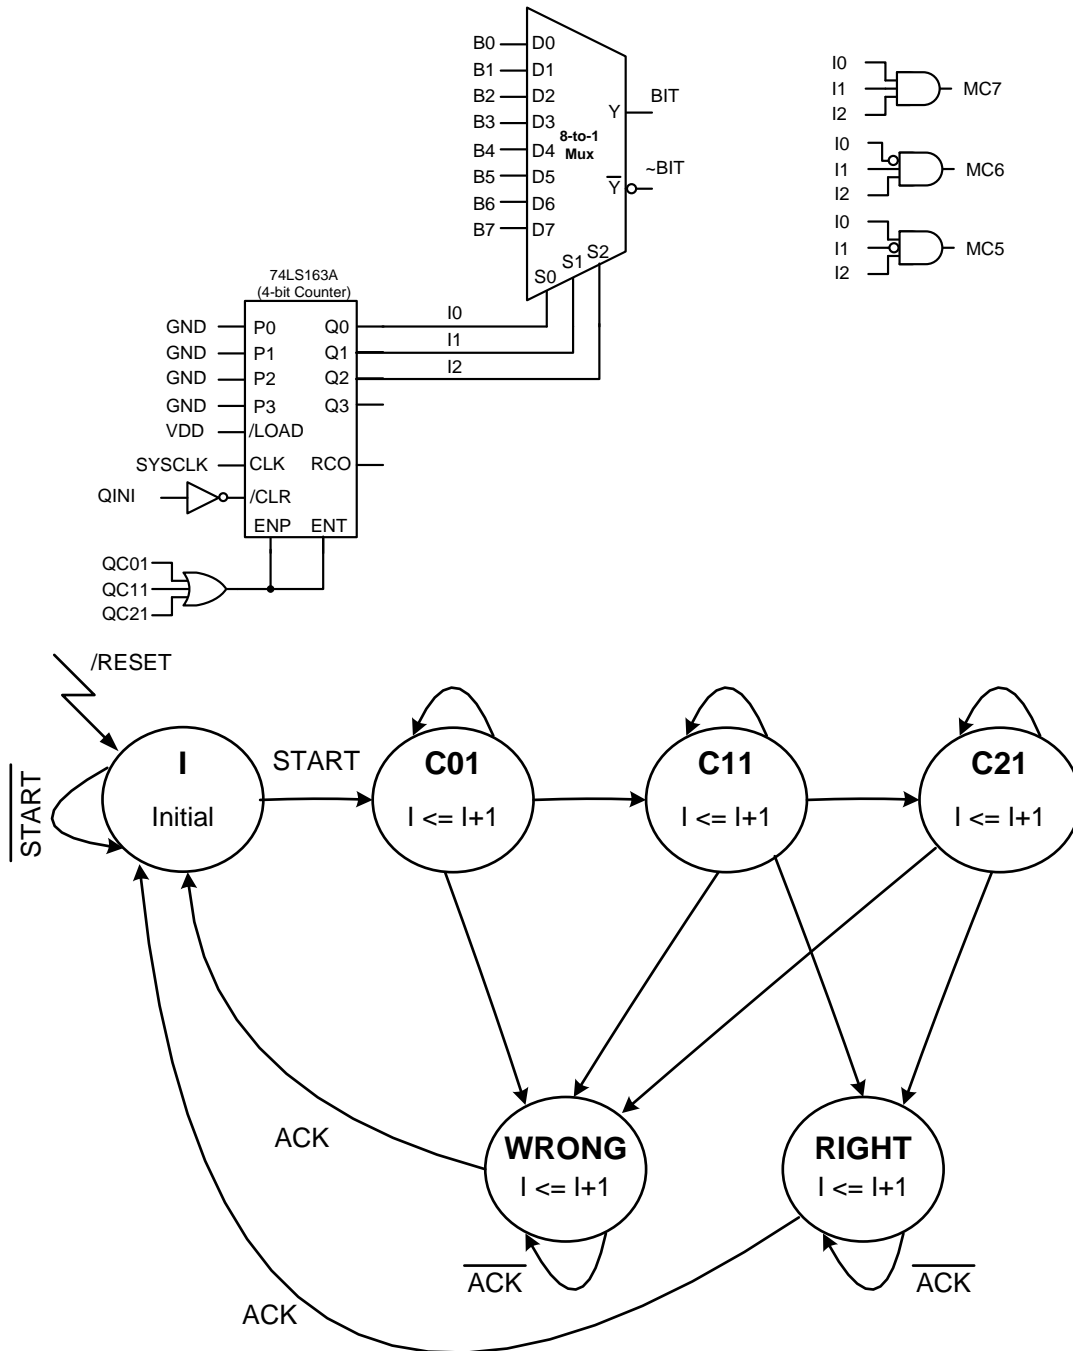 B0 D0
B1 D1
B2 D2
B3 D3
B4 D4
B5 D5
B6 D6
B7 D7
8-to-1
Mux
Y BIT
Y ~BIT
S0 S1 S2
I0
I1
I2
MC7
I0
I1
I2
MC6
I0
I1
I2
MC5
74LS163A
(4-bit Counter)
GND P0 Q0 I0
GND P1 Q1 I1
GND P2 Q2 I2
GND P3 Q3
VDD /LOAD
SYSCLK CLK RCO
QINI /CLR
ENP ENT
QC01
QC11
QC21
/RESET
START
I
Initial
START
C01
I <= I+1
C11
I <= I+1
C21
I <= I+1
ACK
WRONG
I <= I+1
RIGHT
I <= I+1
ACK
ACK
ACK